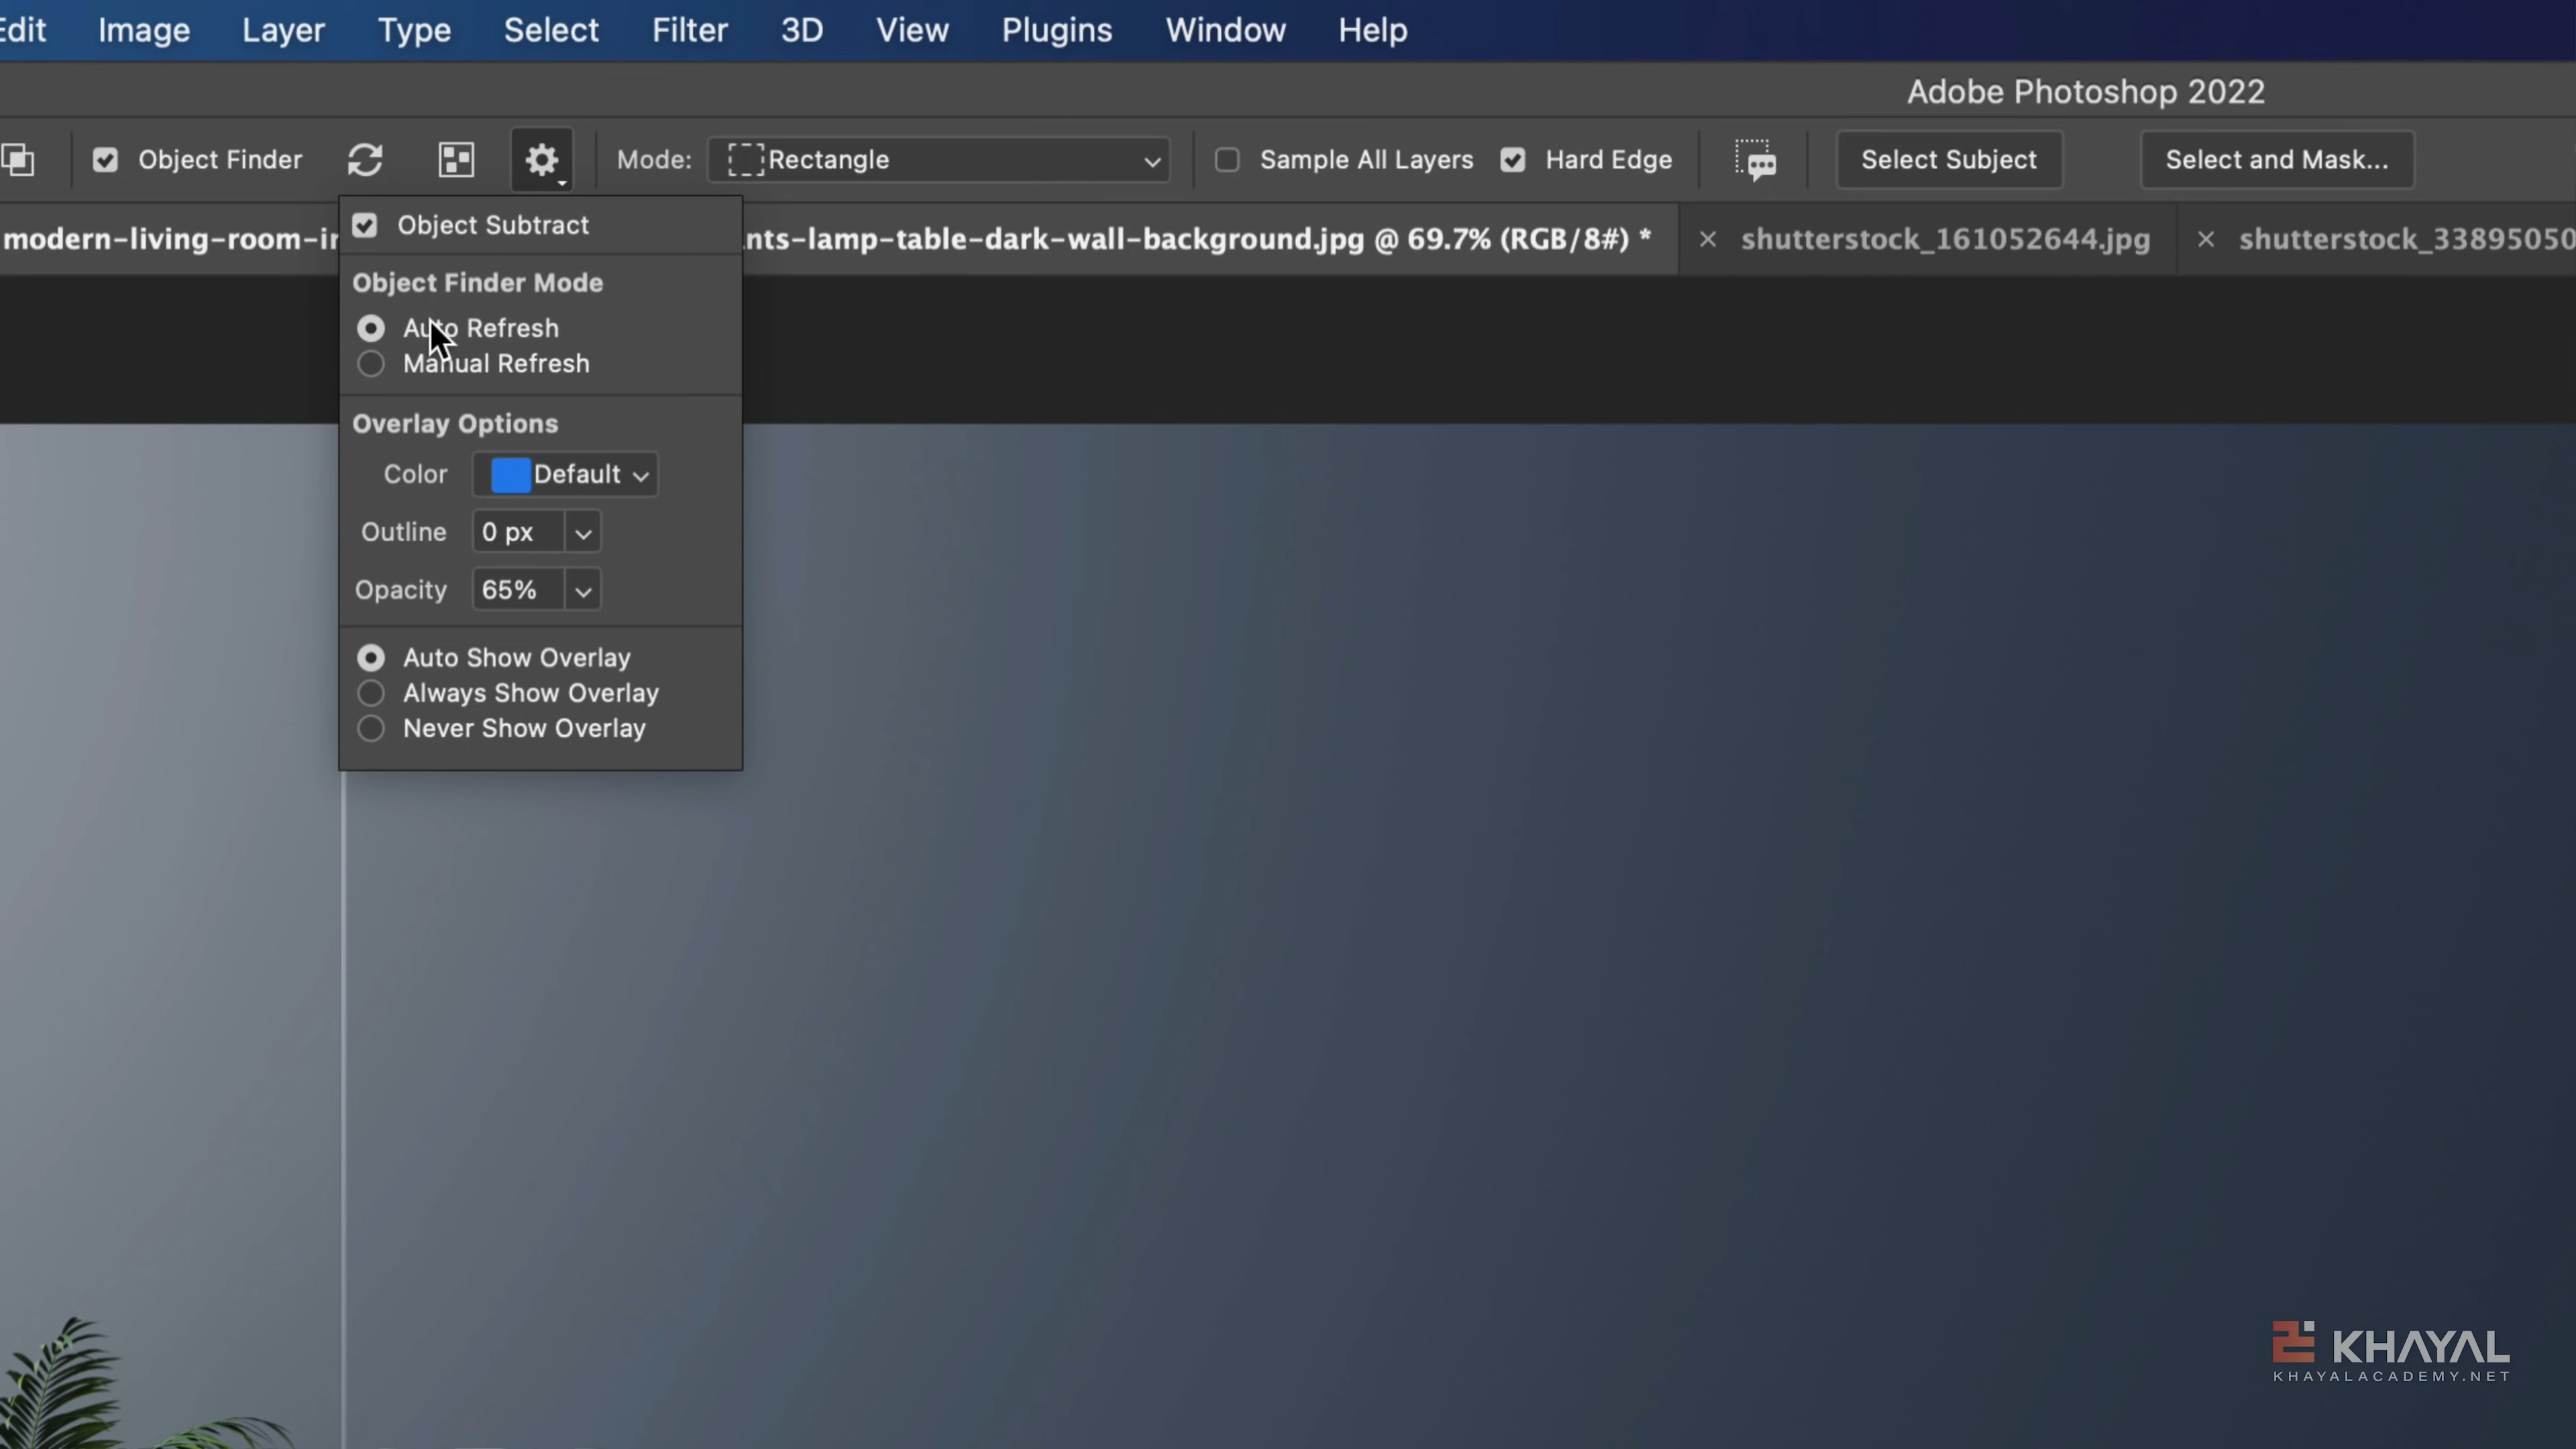 Edit Image Layer Type Select Filter 3D View Plugins Window Help
Adobe Photoshop 2022
Object Finder Mode: Rectangle Sample All Layers Hard Edge Select Subject Select and Mask...
modern-living-room-ir nts-lamp-table-dark-wall-background.jpg @ 69.7% (RGB/8#) * × shutterstock_161052644.jpg × shutterstock_33895050
Object Subtract
Object Finder Mode
Auto Refresh
Manual Refresh
Overlay Options
Color Default
Outline 0 px
Opacity 65%
Auto Show Overlay
Always Show Overlay
Never Show Overlay
KHAYAL
KHAYALACADEMY.NET